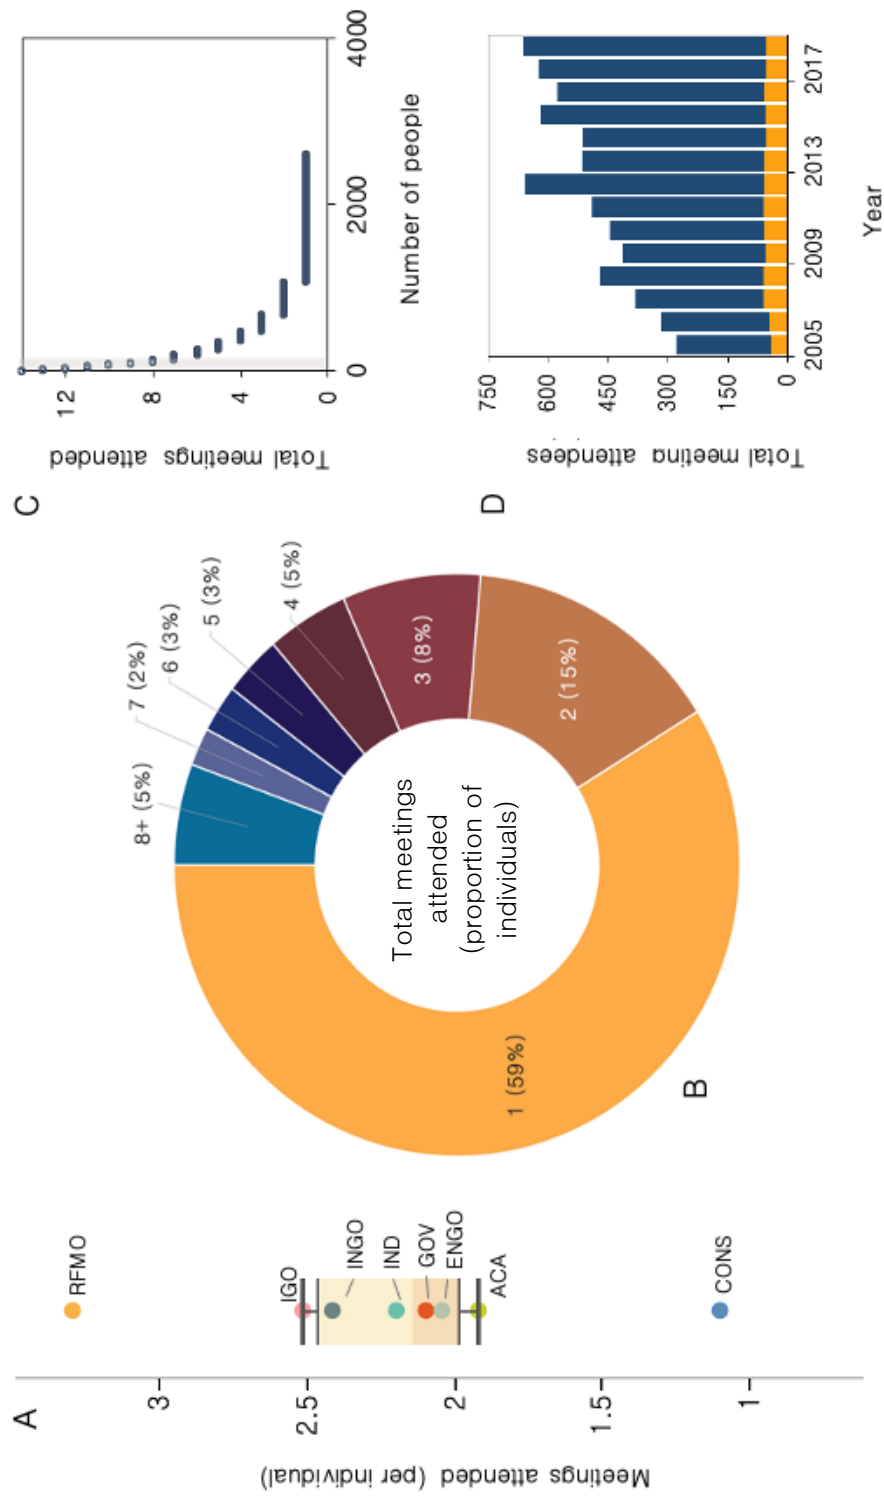 A
Meetings attended (per individual)
3
2.5
2
1.5
1
RFMO
IGO
INGO
IND
GOV
ENGO
ACA
CONS
B
Total meetings
attended
(proportion of
individuals)
1 (59%)
2 (15%)
3 (8%)
4 (5%)
5 (3%)
6 (3%)
7 (2%)
8+ (5%)
C
Total meetings attended
12
8
4
0
0
2000
4000
Number of people
D
Total meeting attendees
750
600
450
300
150
0
2005
2009
2013
2017
Year